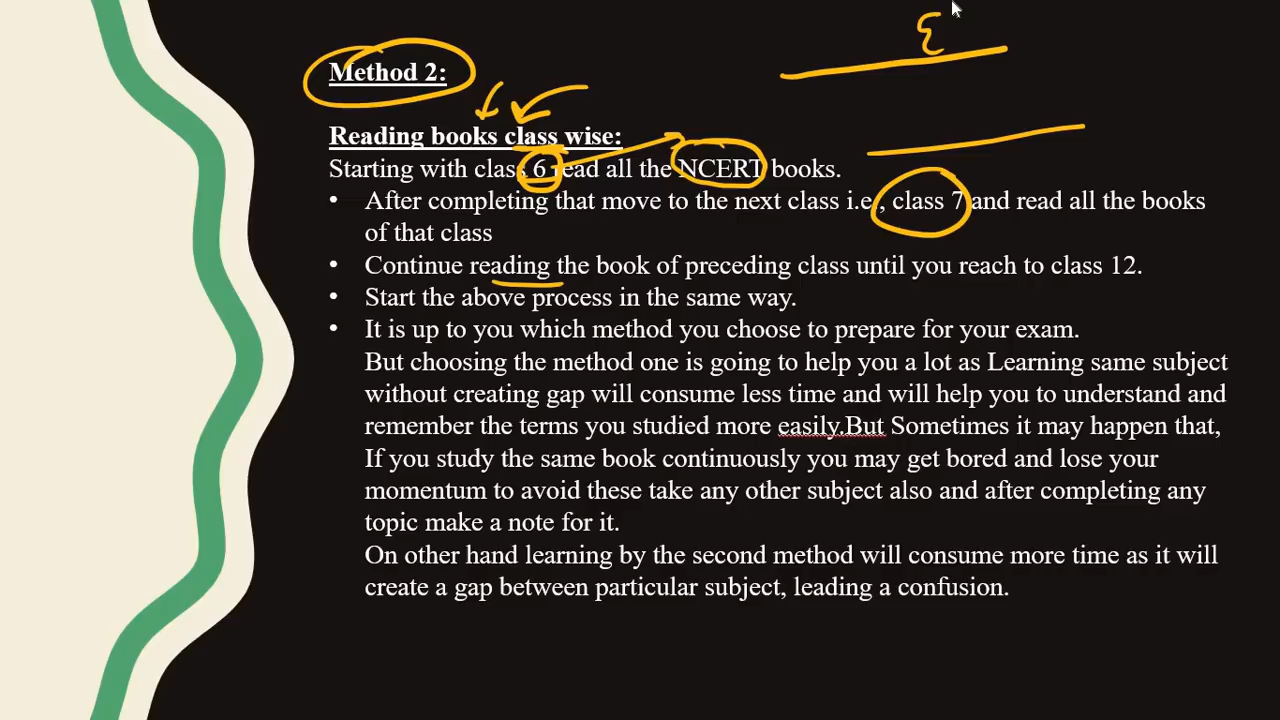 Method 2:
Reading books class wise:
Starting with class 6 read all the NCERT books.
• After completing that move to the next class i.e., class 7 and read all the books
of that class
• Continue reading the book of preceding class until you reach to class 12.
• Start the above process in the same way.
• It is up to you which method you choose to prepare for your exam.
But choosing the method one is going to help you a lot as Learning same subject
without creating gap will consume less time and will help you to understand and
remember the terms you studied more easily.But Sometimes it may happen that,
If you study the same book continuously you may get bored and lose your
momentum to avoid these take any other subject also and after completing any
topic make a note for it.
On other hand learning by the second method will consume more time as it will
create a gap between particular subject, leading a confusion.